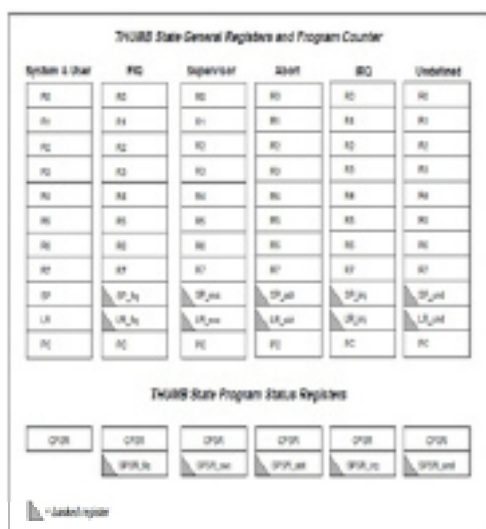 THUMB State General Registers and Program Counter
System & User FIQ Supervisor Abort IRQ Undefined
R0 R0 R0 R0 R0 R0
R1 R1 R1 R1 R1 R1
R2 R2 R2 R2 R2 R2
R3 R3 R3 R3 R3 R3
R4 R4 R4 R4 R4 R4
R5 R5 R5 R5 R5 R5
R6 R6 R6 R6 R6 R6
R7 R7 R7 R7 R7 R7
SP SP_fiq SP_svc SP_abt SP_irq SP_und
LR LR_fiq LR_svc LR_abt LR_irq LR_und
PC PC PC PC PC PC
THUMB State Program Status Registers
CPSR CPSR CPSR CPSR CPSR CPSR
SPSR_fiq SPSR_svc SPSR_abt SPSR_irq SPSR_und
= banked register